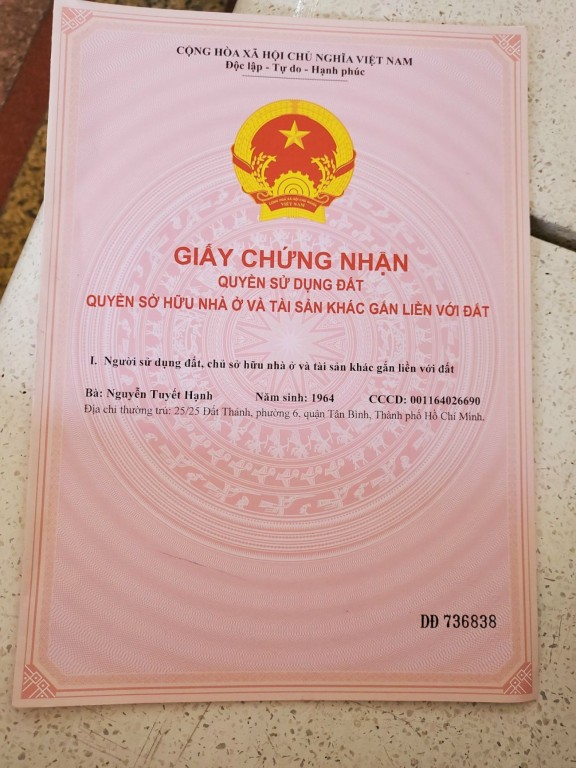 CỘNG HÒA XÃ HỘI CHỦ NGHĨA VIỆT NAM
Độc lập - Tự do - Hạnh phúc
VIỆT NAM
GIẤY CHỨNG NHẬN
QUYỀN SỬ DỤNG ĐẤT
QUYỀN SỞ HỮU NHÀ Ở VÀ TÀI SẢN KHÁC GẮN LIỀN VỚI ĐẤT
I. Người sử dụng đất, chủ sở hữu nhà ở và tài sản khác gắn liền với đất
Bà: Nguyễn Tuyết Hạnh Năm sinh: 1964 CCCD: 001164026690
Địa chỉ thường trú: 25/25 Đất Thánh, phường 6, quận Tân Bình, Thành phố Hồ Chí Minh.
DĐ 736838